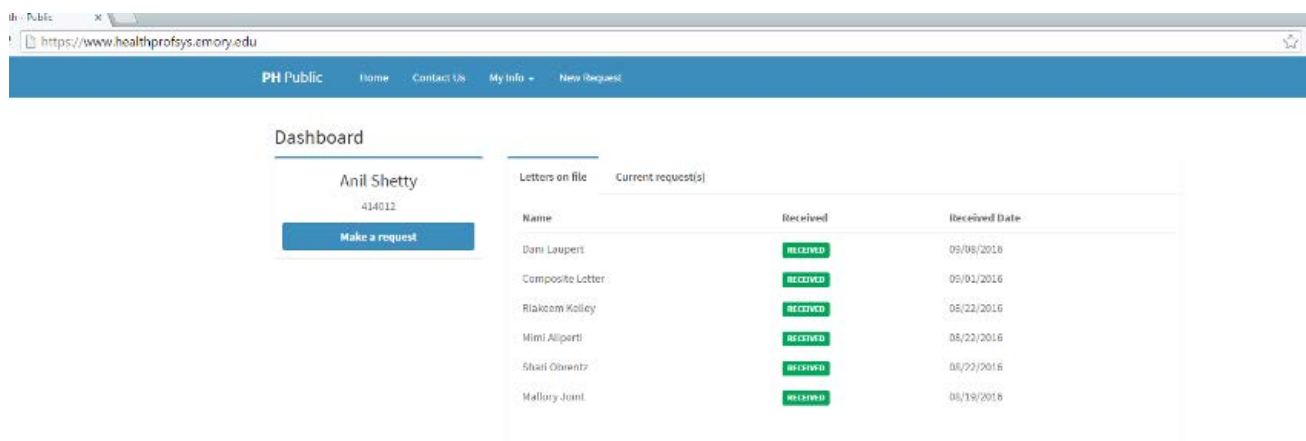 th - Public ×
https://www.healthprofsys.emory.edu
PH Public Home Contact Us My Info New Request
Dashboard
Anil Shetty
414012
Make a request
Letters on file Current request(s)
Name Received Received Date
Dani Laupert RECEIVED 09/08/2016
Composite Letter RECEIVED 09/01/2016
Riakeem Kelley RECEIVED 08/22/2016
Mimi Aliperti RECEIVED 08/22/2016
Shari Obrentz RECEIVED 08/22/2016
Mallory Joint RECEIVED 08/19/2016